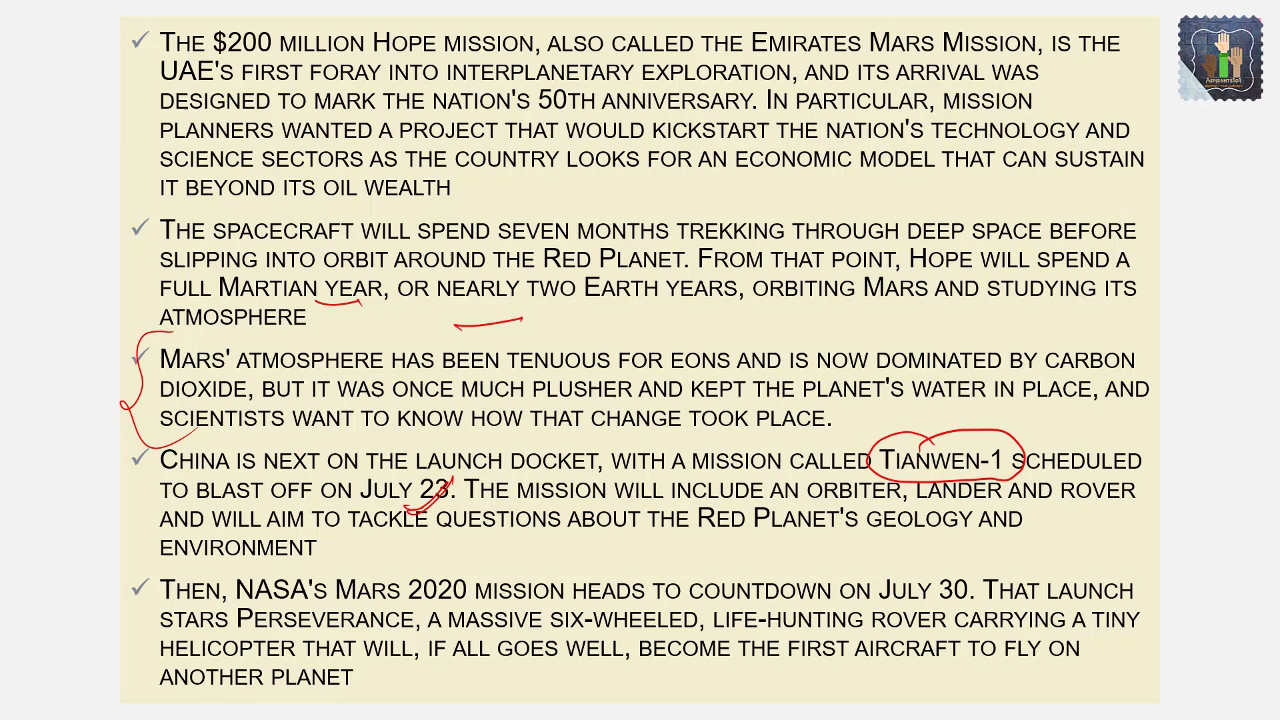 ✓ The $200 million Hope mission, also called the Emirates Mars Mission, is the
UAE's first foray into interplanetary exploration, and its arrival was
designed to mark the nation's 50th anniversary. In particular, mission
planners wanted a project that would kickstart the nation's technology and
science sectors as the country looks for an economic model that can sustain
it beyond its oil wealth
✓ The spacecraft will spend seven months trekking through deep space before
slipping into orbit around the Red Planet. From that point, Hope will spend a
full Martian year, or nearly two Earth years, orbiting Mars and studying its
atmosphere
✓ Mars' atmosphere has been tenuous for eons and is now dominated by carbon
dioxide, but it was once much plusher and kept the planet's water in place, and
scientists want to know how that change took place.
✓ China is next on the launch docket, with a mission called Tianwen-1 scheduled
to blast off on July 23. The mission will include an orbiter, lander and rover
and will aim to tackle questions about the Red Planet's geology and
environment
✓ Then, NASA's Mars 2020 mission heads to countdown on July 30. That launch
stars Perseverance, a massive six-wheeled, life-hunting rover carrying a tiny
helicopter that will, if all goes well, become the first aircraft to fly on
another planet